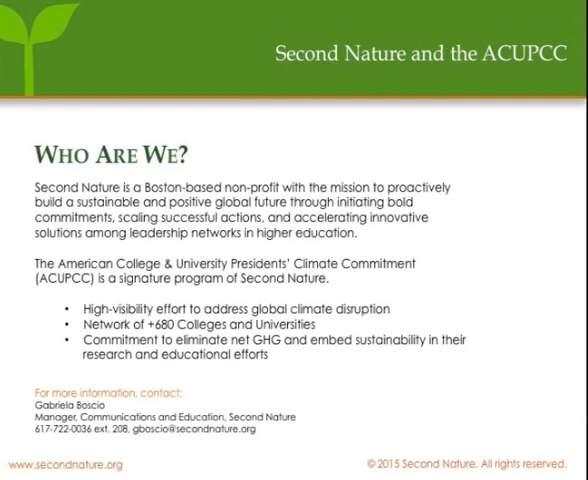 Second Nature and the ACUPCC
WHO ARE WE?
Second Nature is a Boston-based non-profit with the mission to proactively
build a sustainable and positive global future through initiating bold
commitments, scaling successful actions, and accelerating innovative
solutions among leadership networks in higher education.
The American College & University Presidents' Climate Commitment
(ACUPCC) is a signature program of Second Nature.
• High-visibility effort to address global climate disruption
• Network of +680 Colleges and Universities
• Commitment to eliminate net GHG and embed sustainability in their
research and educational efforts
For more information, contact:
Gabriela Boscio
Manager, Communications and Education, Second Nature
617-722-0036 ext. 208, gboscio@secondnature.org
www.secondnature.org
© 2015 Second Nature. All rights reserved.